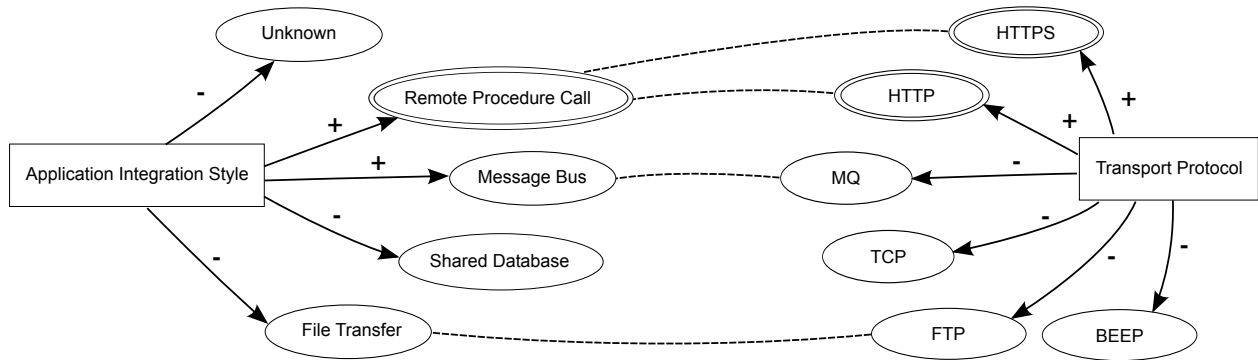 Unknown
HTTPS
-
Remote Procedure Call
HTTP
+
+
+
Application Integration Style
+
Message Bus
MQ
-
Transport Protocol
-
-
Shared Database
TCP
-
-
-
-
File Transfer
FTP
BEEP